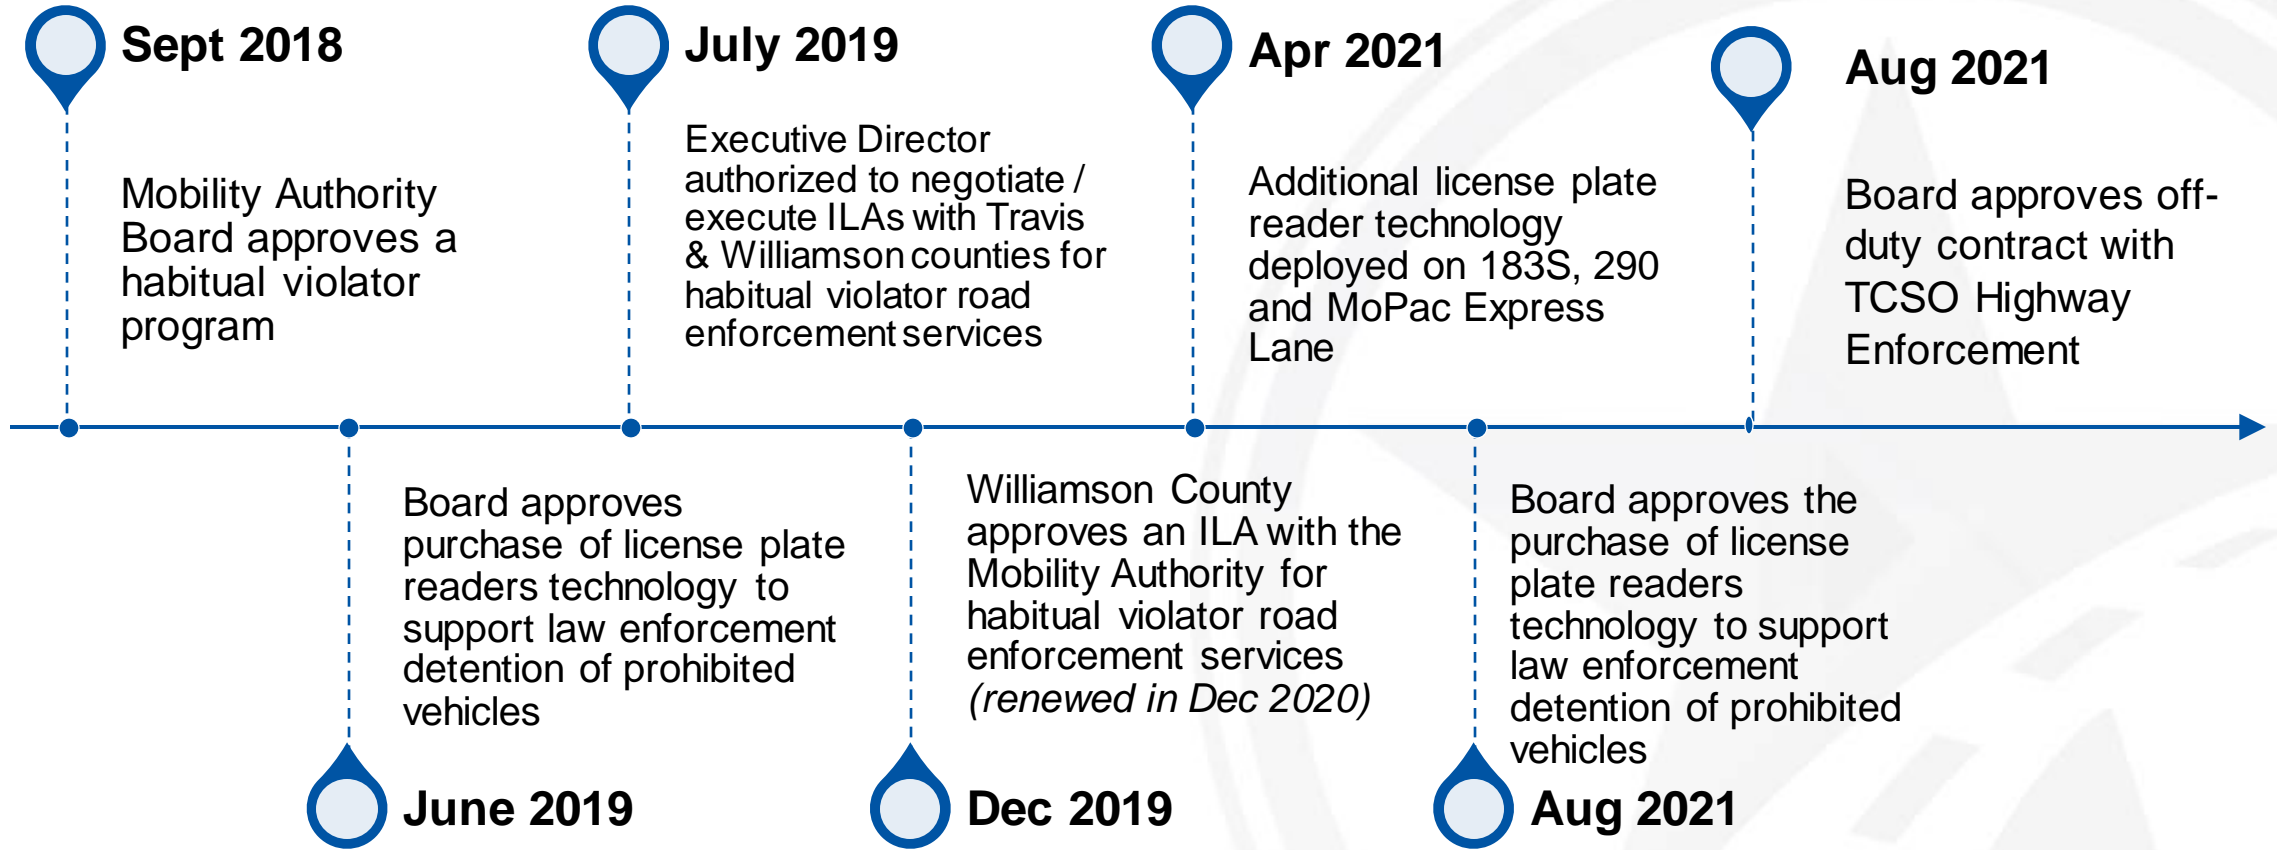 Sept 2018
Mobility Authority
Board approves a
habitual violator
program
July 2019
Executive Director
authorized to negotiate /
execute ILAs with Travis
& Williamson counties for
habitual violator road
enforcement services
Apr 2021
Additional license plate
reader technology
deployed on 183S, 290
and MoPac Express
Lane
Aug 2021
Board approves off-
duty contract with
TCSO Highway
Enforcement
Board approves
purchase of license plate
readers technology to
support law enforcement
detention of prohibited
vehicles
June 2019
Williamson County
approves an ILA with the
Mobility Authority for
habitual violator road
enforcement services
(renewed in Dec 2020)
Dec 2019
Board approves the
purchase of license
plate readers
technology to support
law enforcement
detention of prohibited
vehicles
Aug 2021